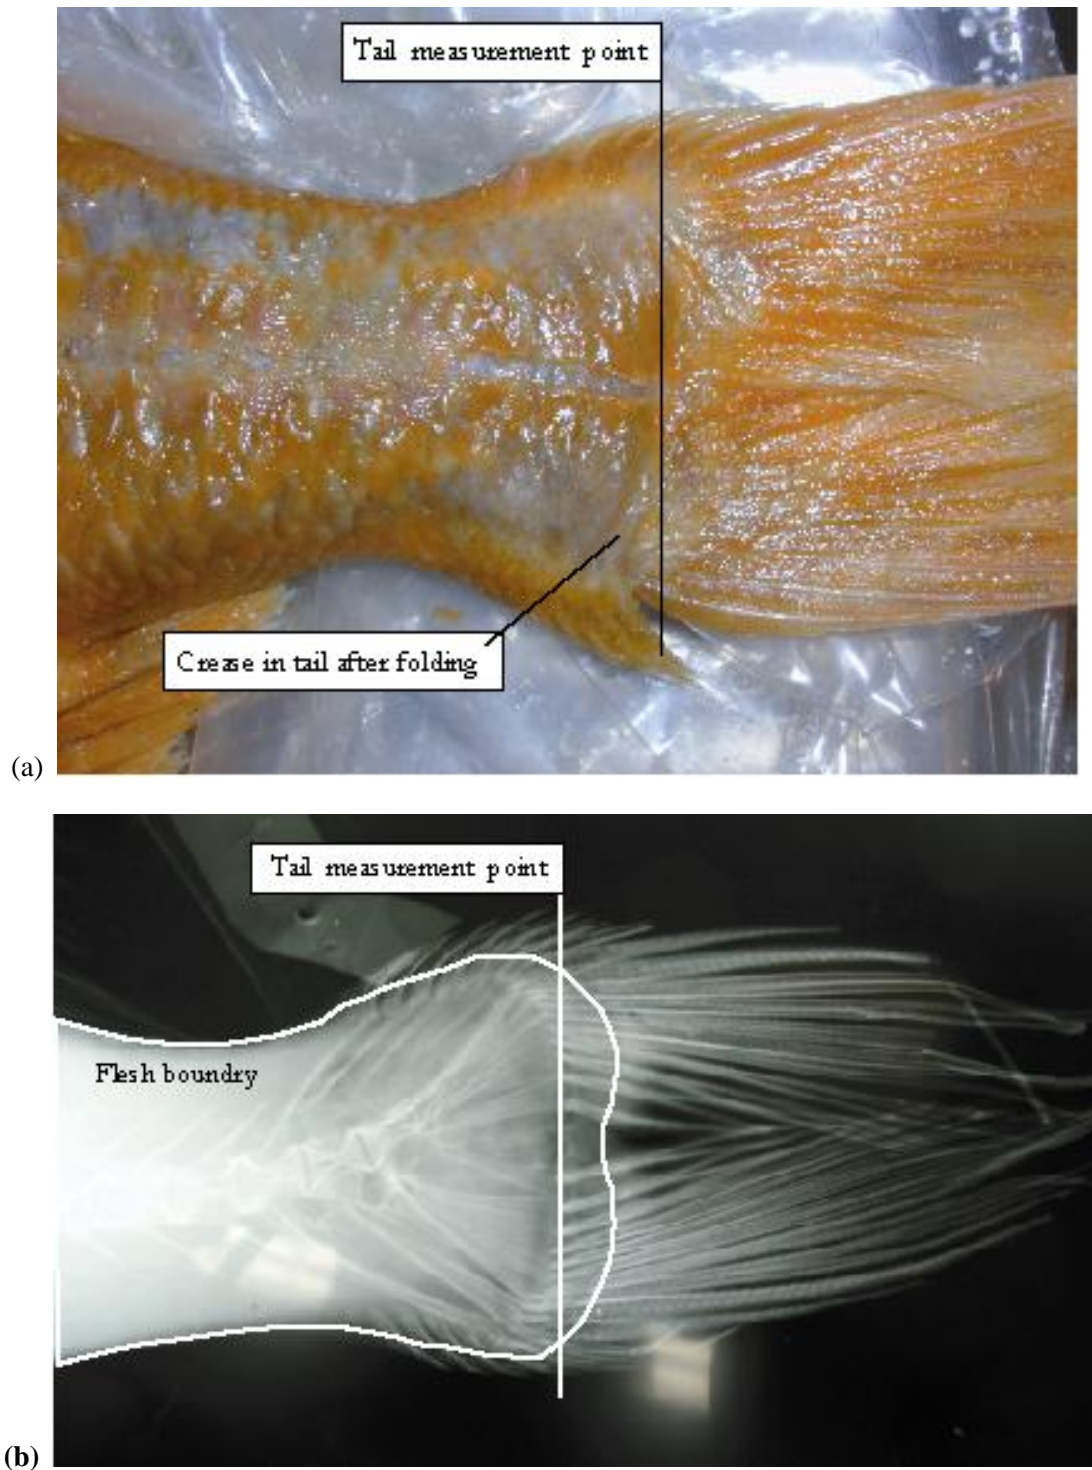 Tail measurement point
Crease in tail after folding
(a)
Tail measurement point
Flesh boundry
(b)